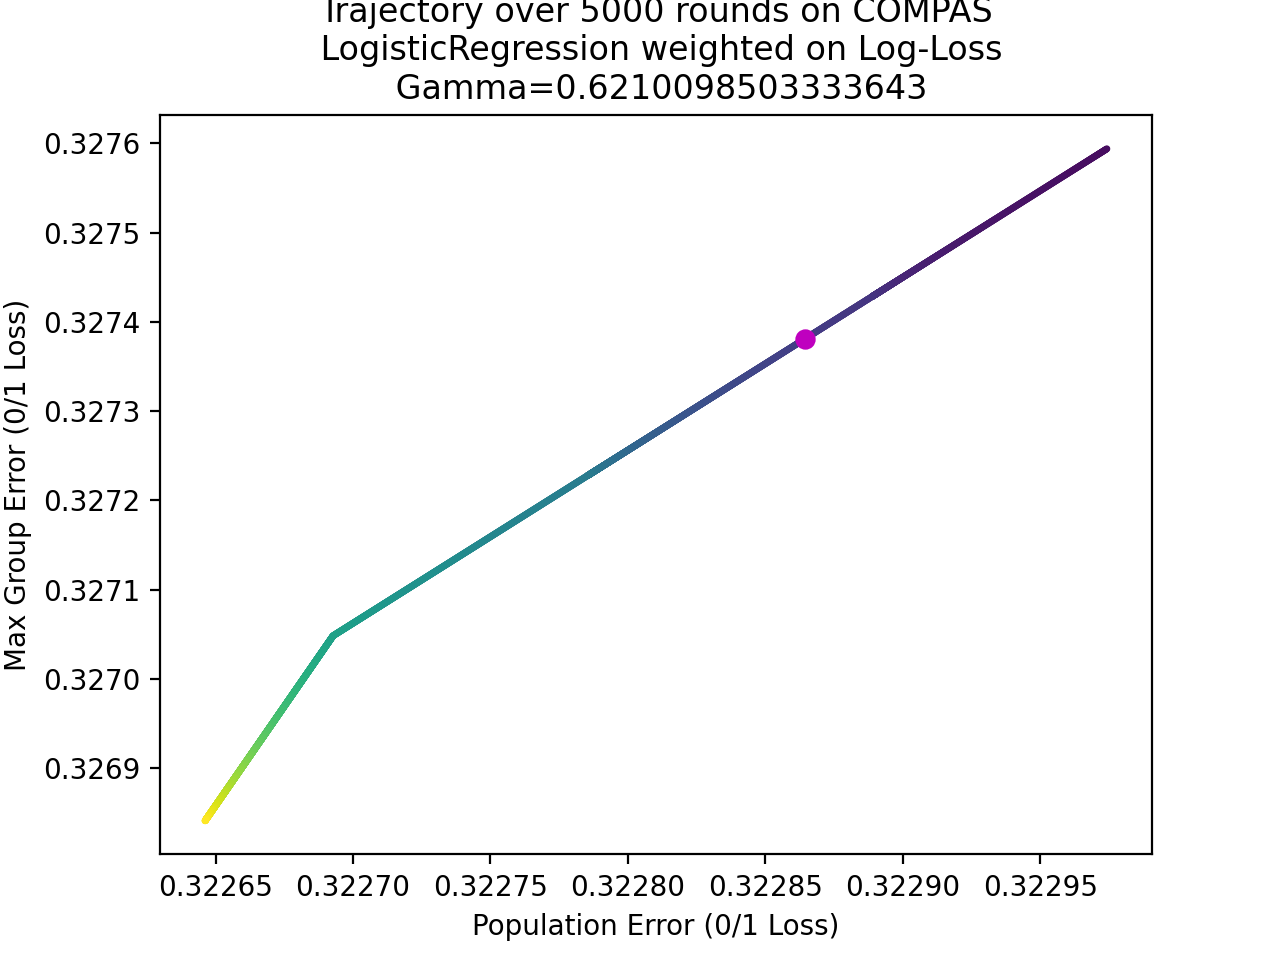 Trajectory over 5000 rounds on COMPAS
LogisticRegression weighted on Log-Loss
Gamma=0.6210098503333643
0.3276
0.3275
0.3274
0.3273
0.3272
0.3271
0.3270
0.3269
Max Group Error (0/1 Loss)
0.32265 0.32270 0.32275 0.32280 0.32285 0.32290 0.32295
Population Error (0/1 Loss)